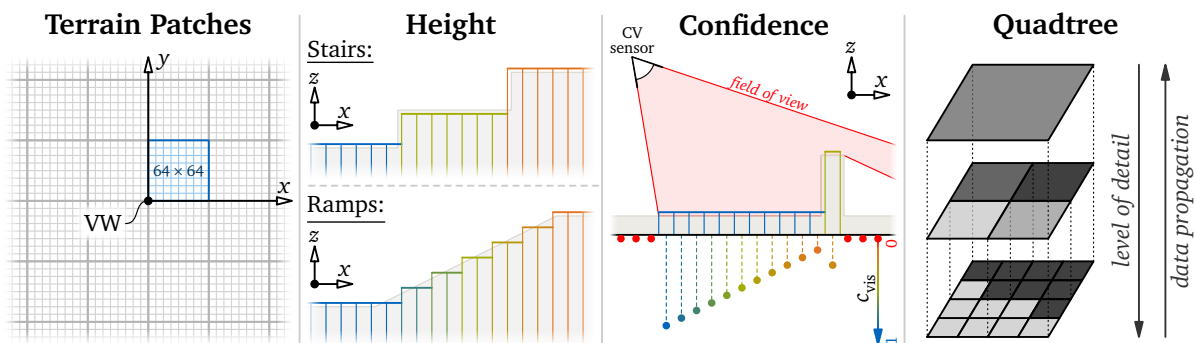 Terrain Patches
y
64 × 64
x
VW
Height
Stairs:
z
x
Ramps:
z
x
Confidence
CV
sensor
z
x
field of view
0
c_vis
1
Quadtree
level of detail
data propagation